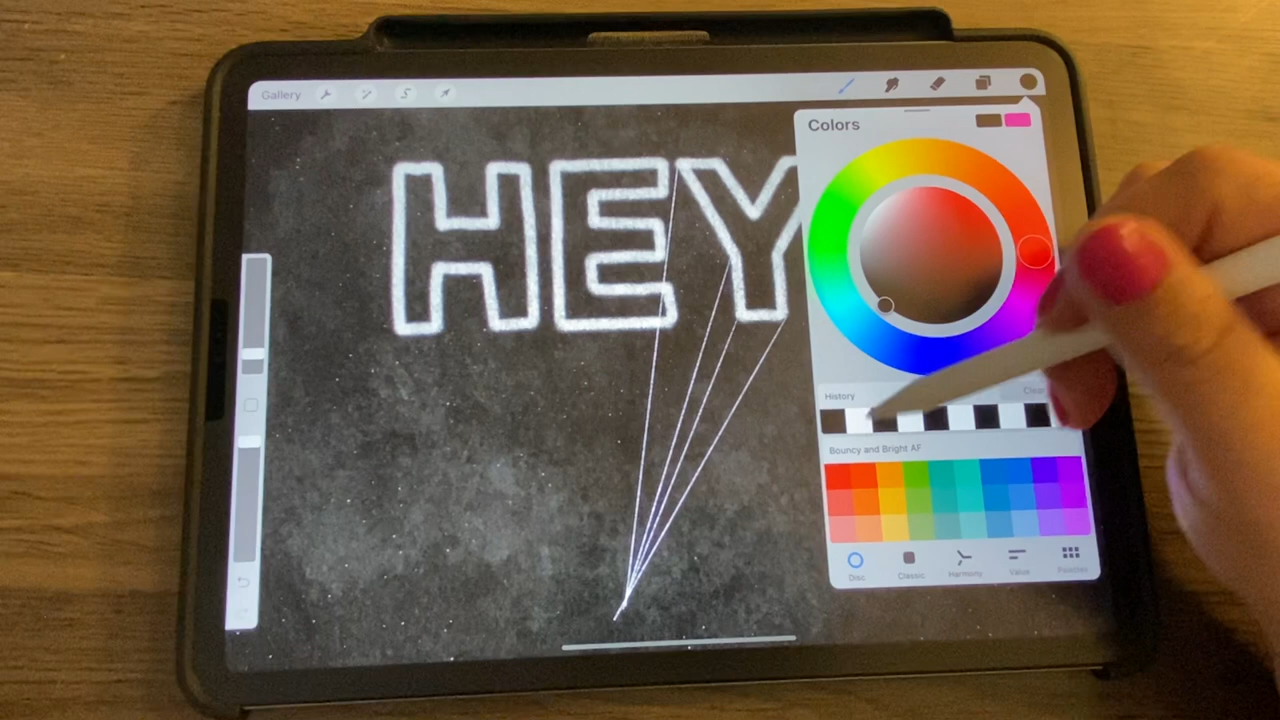 Gallery
Colors
HEY
History
Clear
Bouncy and Bright AF
Disc
Classic
Harmony
Value
Palettes